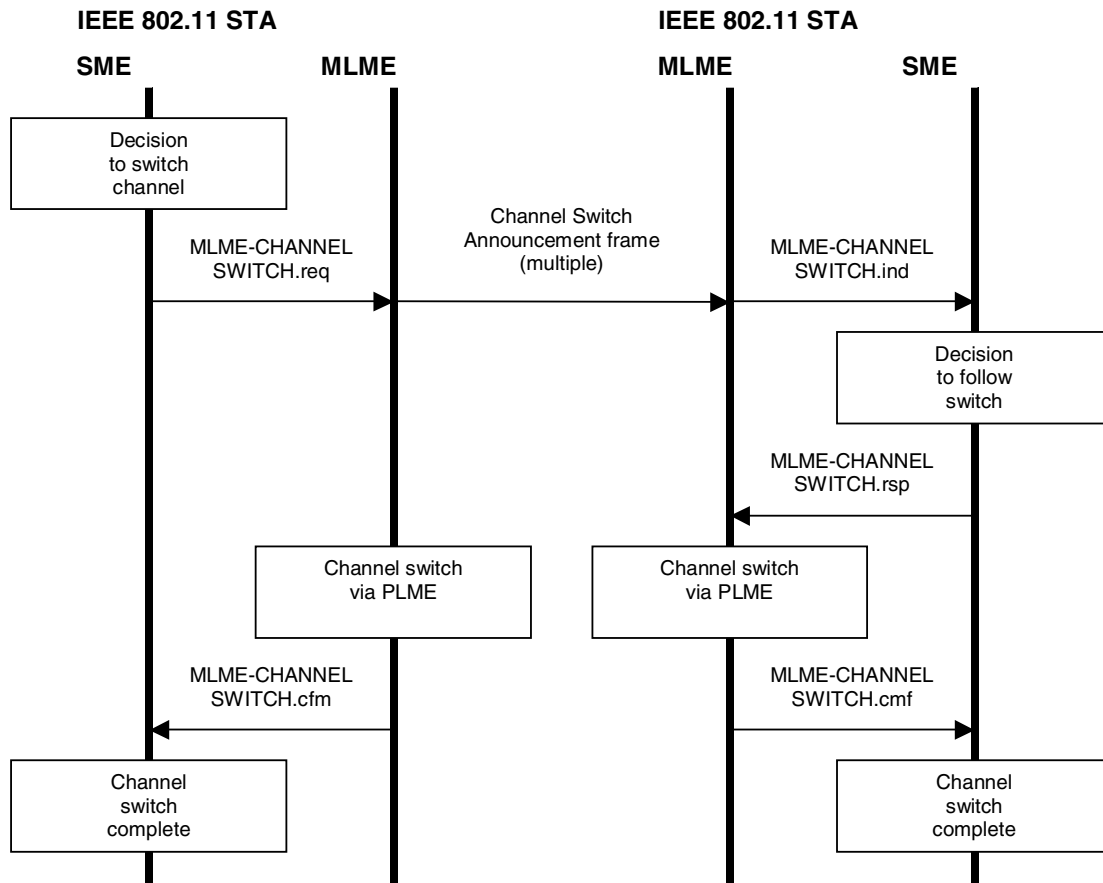 IEEE 802.11 STA
IEEE 802.11 STA
SME
MLME
MLME
SME
Decision
to switch
channel
MLME-CHANNEL
SWITCH.req
Channel Switch
Announcement frame
(multiple)
MLME-CHANNEL
SWITCH.ind
Decision
to follow
switch
MLME-CHANNEL
SWITCH.rsp
Channel switch
via PLME
Channel switch
via PLME
MLME-CHANNEL
SWITCH.cfm
MLME-CHANNEL
SWITCH.cmf
Channel
switch
complete
Channel
switch
complete